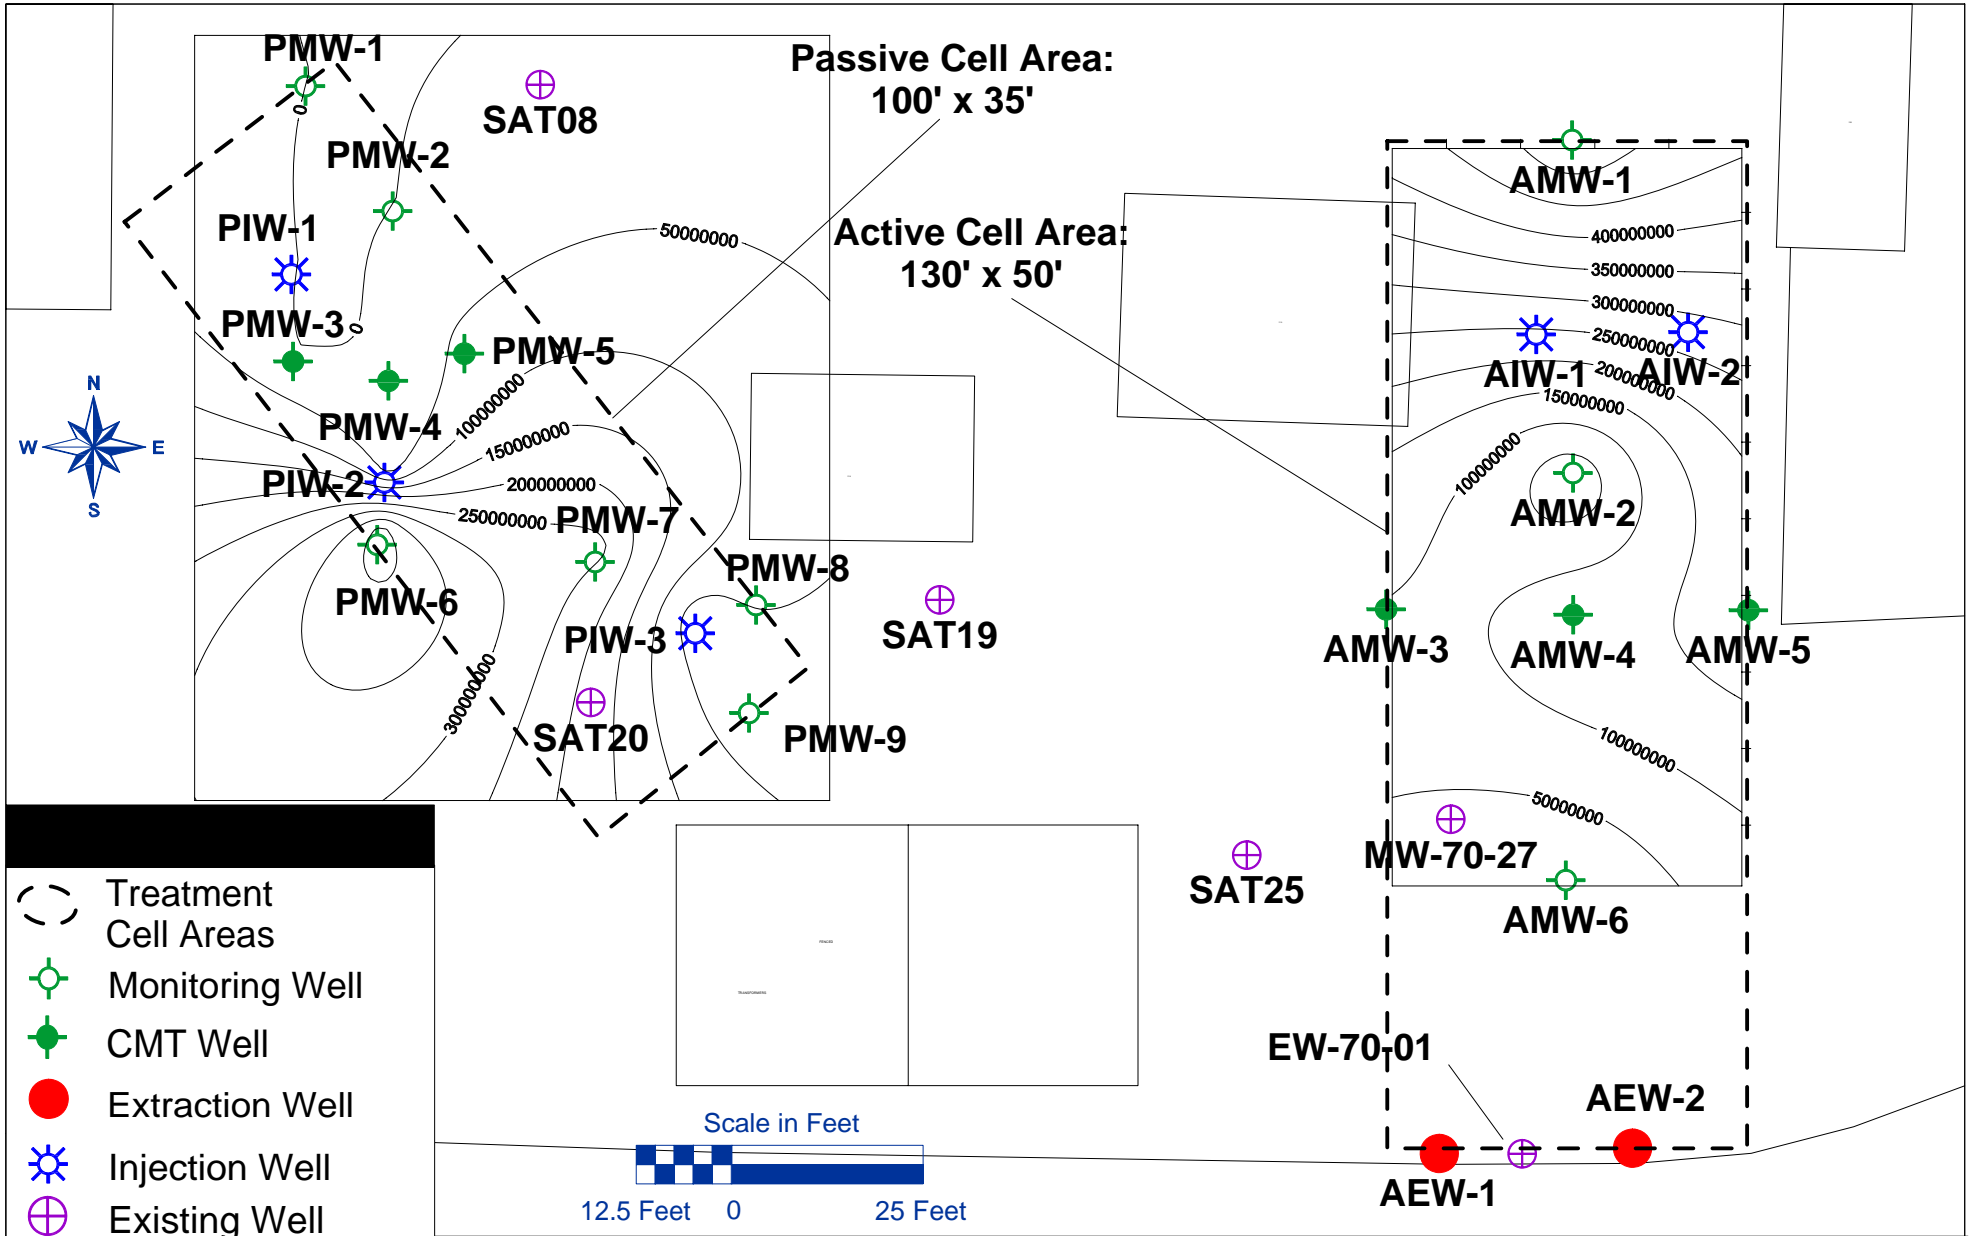 PMW-1
SAT08
Passive Cell Area:
100' x 35'
0
PMW-2
AMW-1
PIW-1
50000000
Active Cell Area:
130' x 50'
400000000
350000000
300000000
250000000
200000000
150000000
100000000
PMW-3
0
PMW-5
AIW-1
AIW-2
N
W
E
S
PMW-4
100000000
150000000
200000000
250000000
300000000
PIW-2
PMW-7
AMW-2
PMW-8
PMW-6
PIW-3
SAT19
AMW-3
AMW-4
AMW-5
SAT20
PMW-9
100000000
50000000
MW-70-27
SAT25
AMW-6
Treatment
Cell Areas
Monitoring Well
CMT Well
Extraction Well
Injection Well
Existing Well
FENCED
TRANSFORMERS
EW-70-01
AEW-2
AEW-1
Scale in Feet
12.5 Feet 0 25 Feet